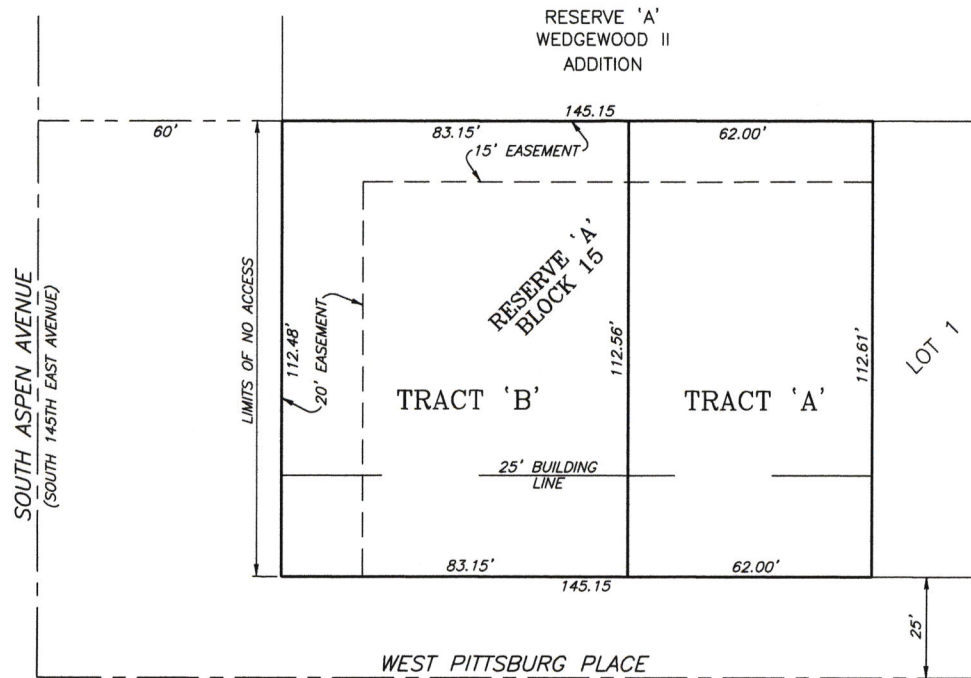 RESERVE 'A'
WEDGEWOOD II
ADDITION
60'
145.15
83.15'
62.00'
15' EASEMENT
SOUTH ASPEN AVENUE
(SOUTH 145TH EAST AVENUE)
LIMITS OF NO ACCESS
112.48'
20' EASEMENT
RESERVE 'A'
BLOCK 15
112.56'
112.61'
LOT 1
TRACT 'B'
TRACT 'A'
25' BUILDING
LINE
83.15'
62.00'
145.15
25'
WEST PITTSBURG PLACE